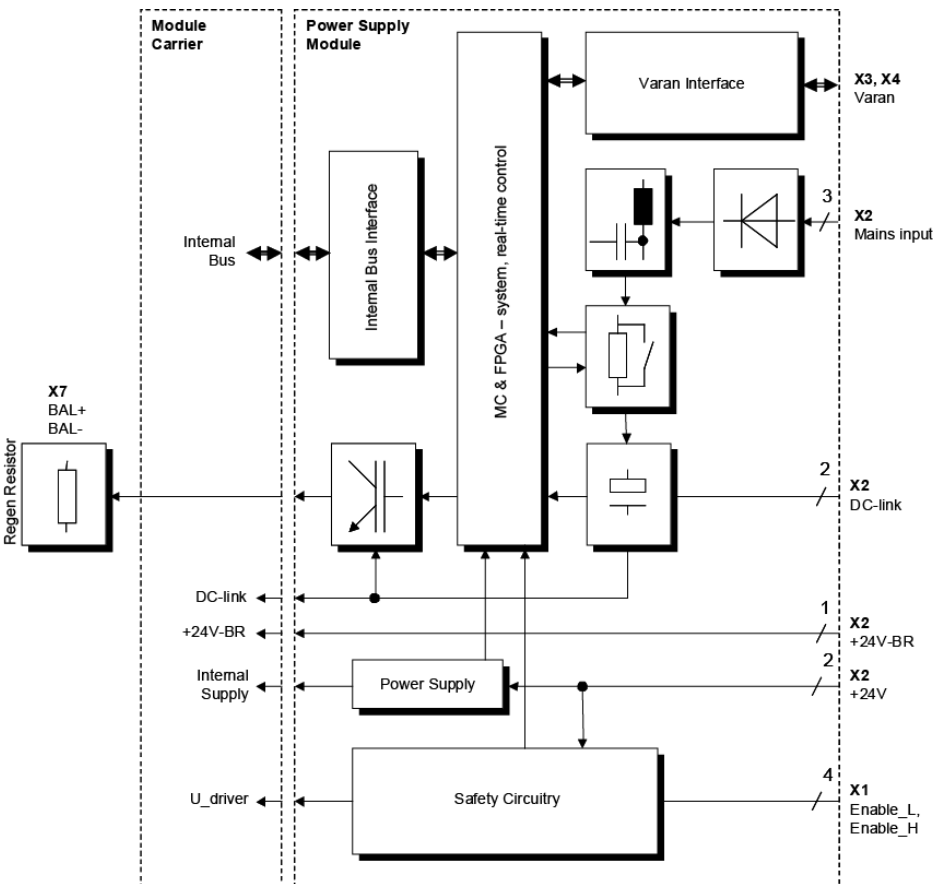 Module
Carrier
Power Supply
Module
Varan Interface
X3, X4
Varan
3
X2
Mains input
Internal
Bus
Internal Bus Interface
MC & FPGA – system, real-time control
X7
BAL+
BAL-
Regen Resistor
2
X2
DC-link
DC-link
1
X2
+24V-BR
+24V-BR
2
X2
+24V
Internal
Supply
Power Supply
4
X1
Enable_L,
Enable_H
U_driver
Safety Circuitry